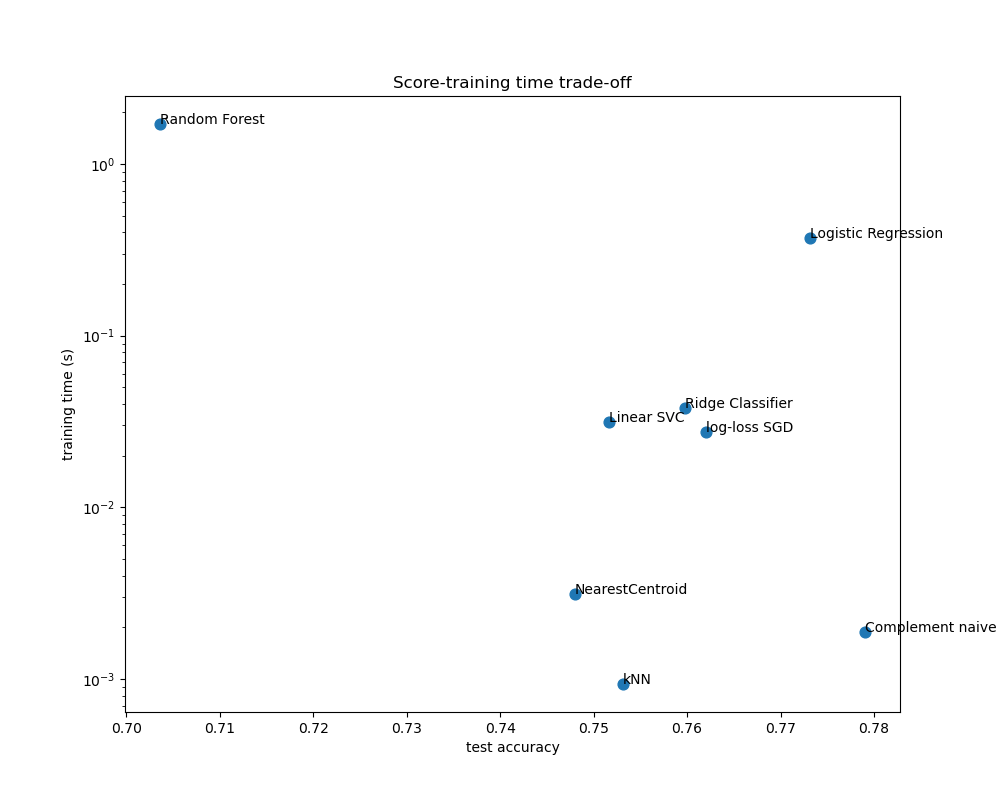 Score-training time trade-off
Random Forest
Logistic Regression
Ridge Classifier
Linear SVC
log-loss SGD
NearestCentroid
Complement naive
kNN
training time (s)
10⁰
10⁻¹
10⁻²
10⁻³
0.70 0.71 0.72 0.73 0.74 0.75 0.76 0.77 0.78
test accuracy